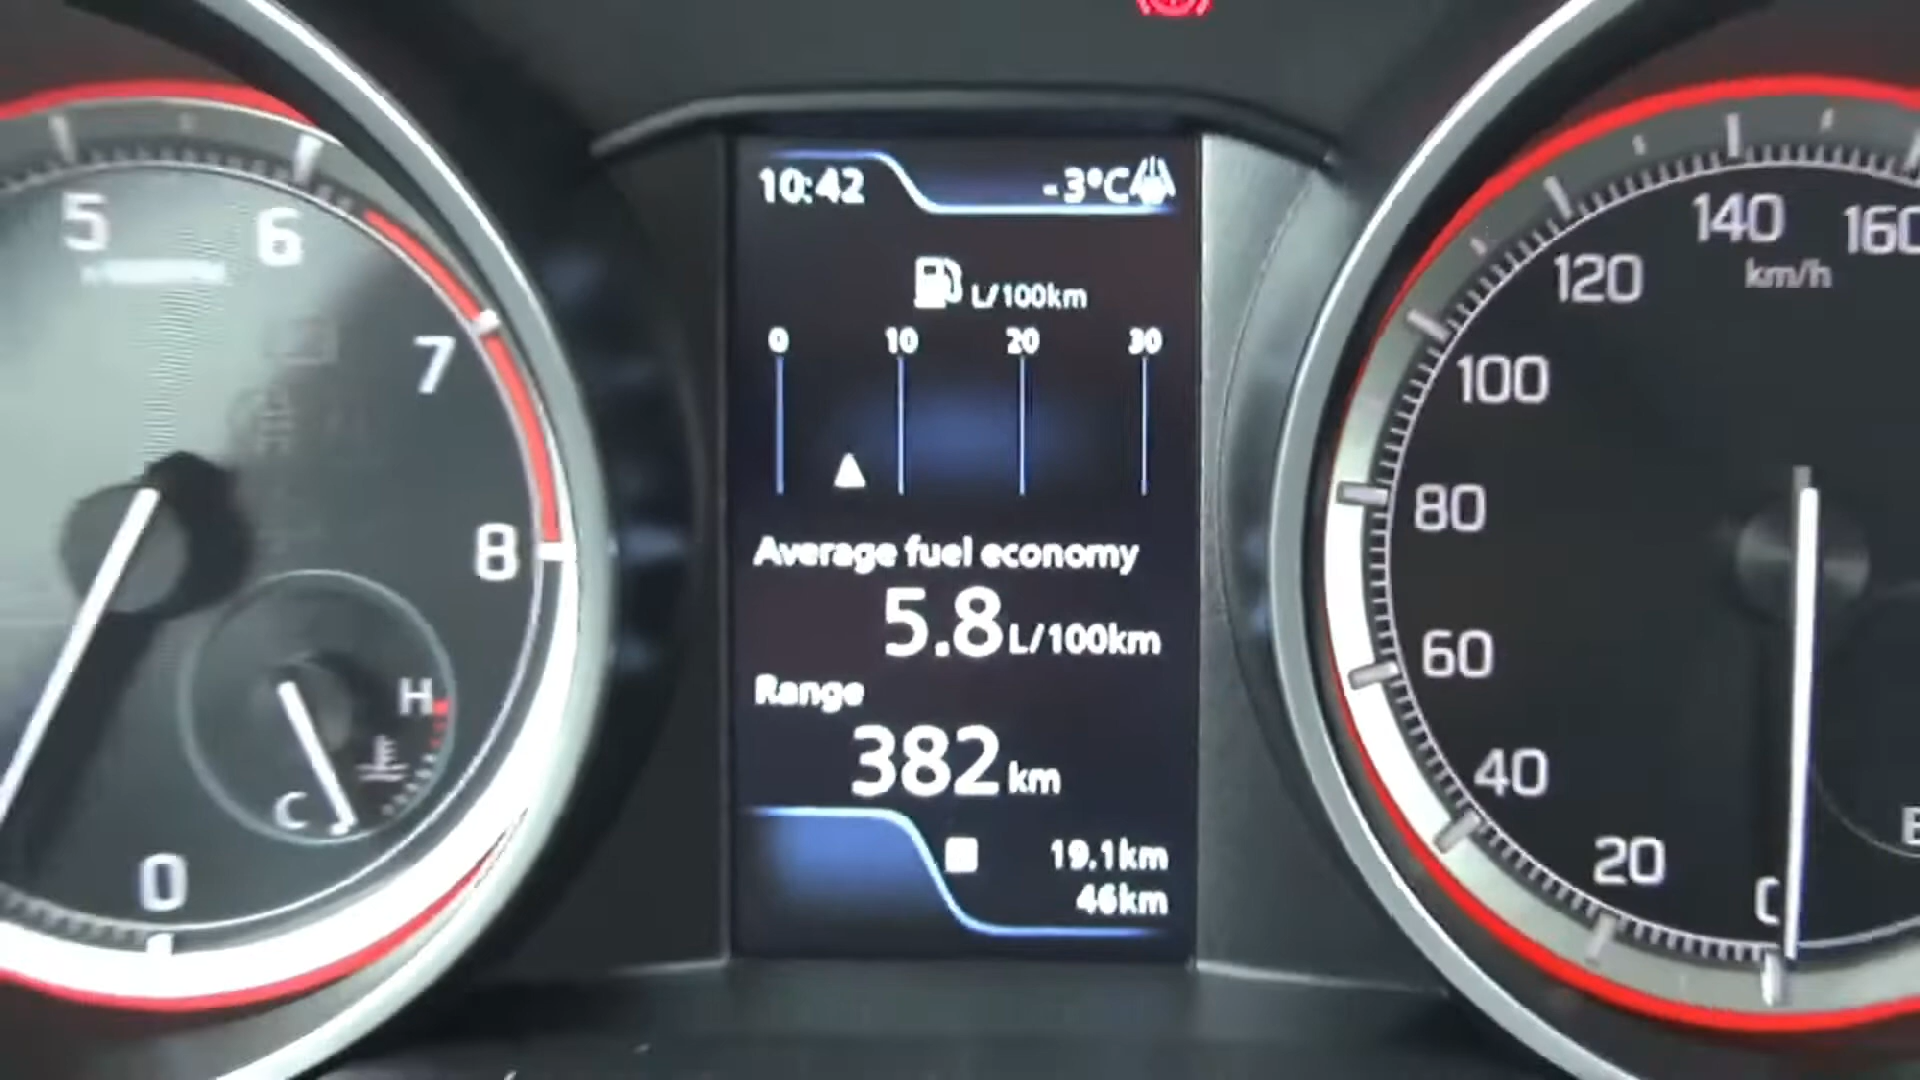 10:42 -3°C
L/100km
0 10 20 30
Average fuel economy
5.8 L/100km
Range
382 km
19.1km
46km
5
6
7
8
H
C
0
160
140
km/h
120
100
80
60
40
20